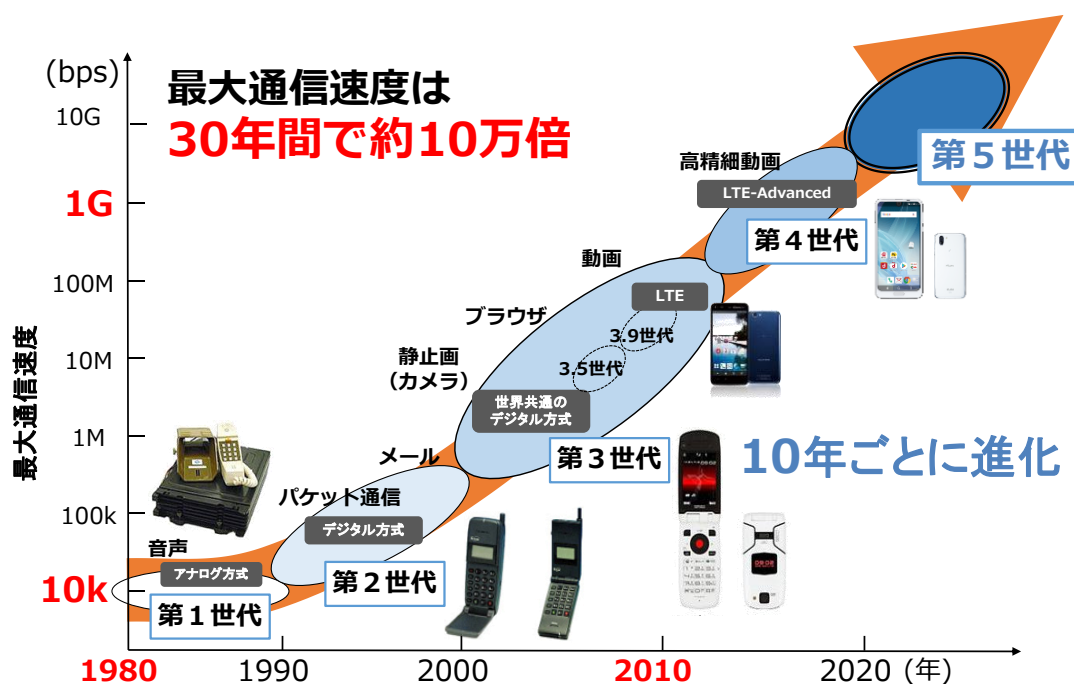 (bps)
最大通信速度は
30年間で約10万倍
10G
1G
100M
10M
1M
100k
10k
最大通信速度
1980
1990
2000
2010
2020
(年)
音声
アナログ方式
第１世代
パケット通信
メール
デジタル方式
第２世代
静止画
（カメラ）
ブラウザ
動画
世界共通の
デジタル方式
3.5世代
3.9世代
LTE
第３世代
高精細動画
LTE-Advanced
第４世代
第５世代
10年ごとに進化